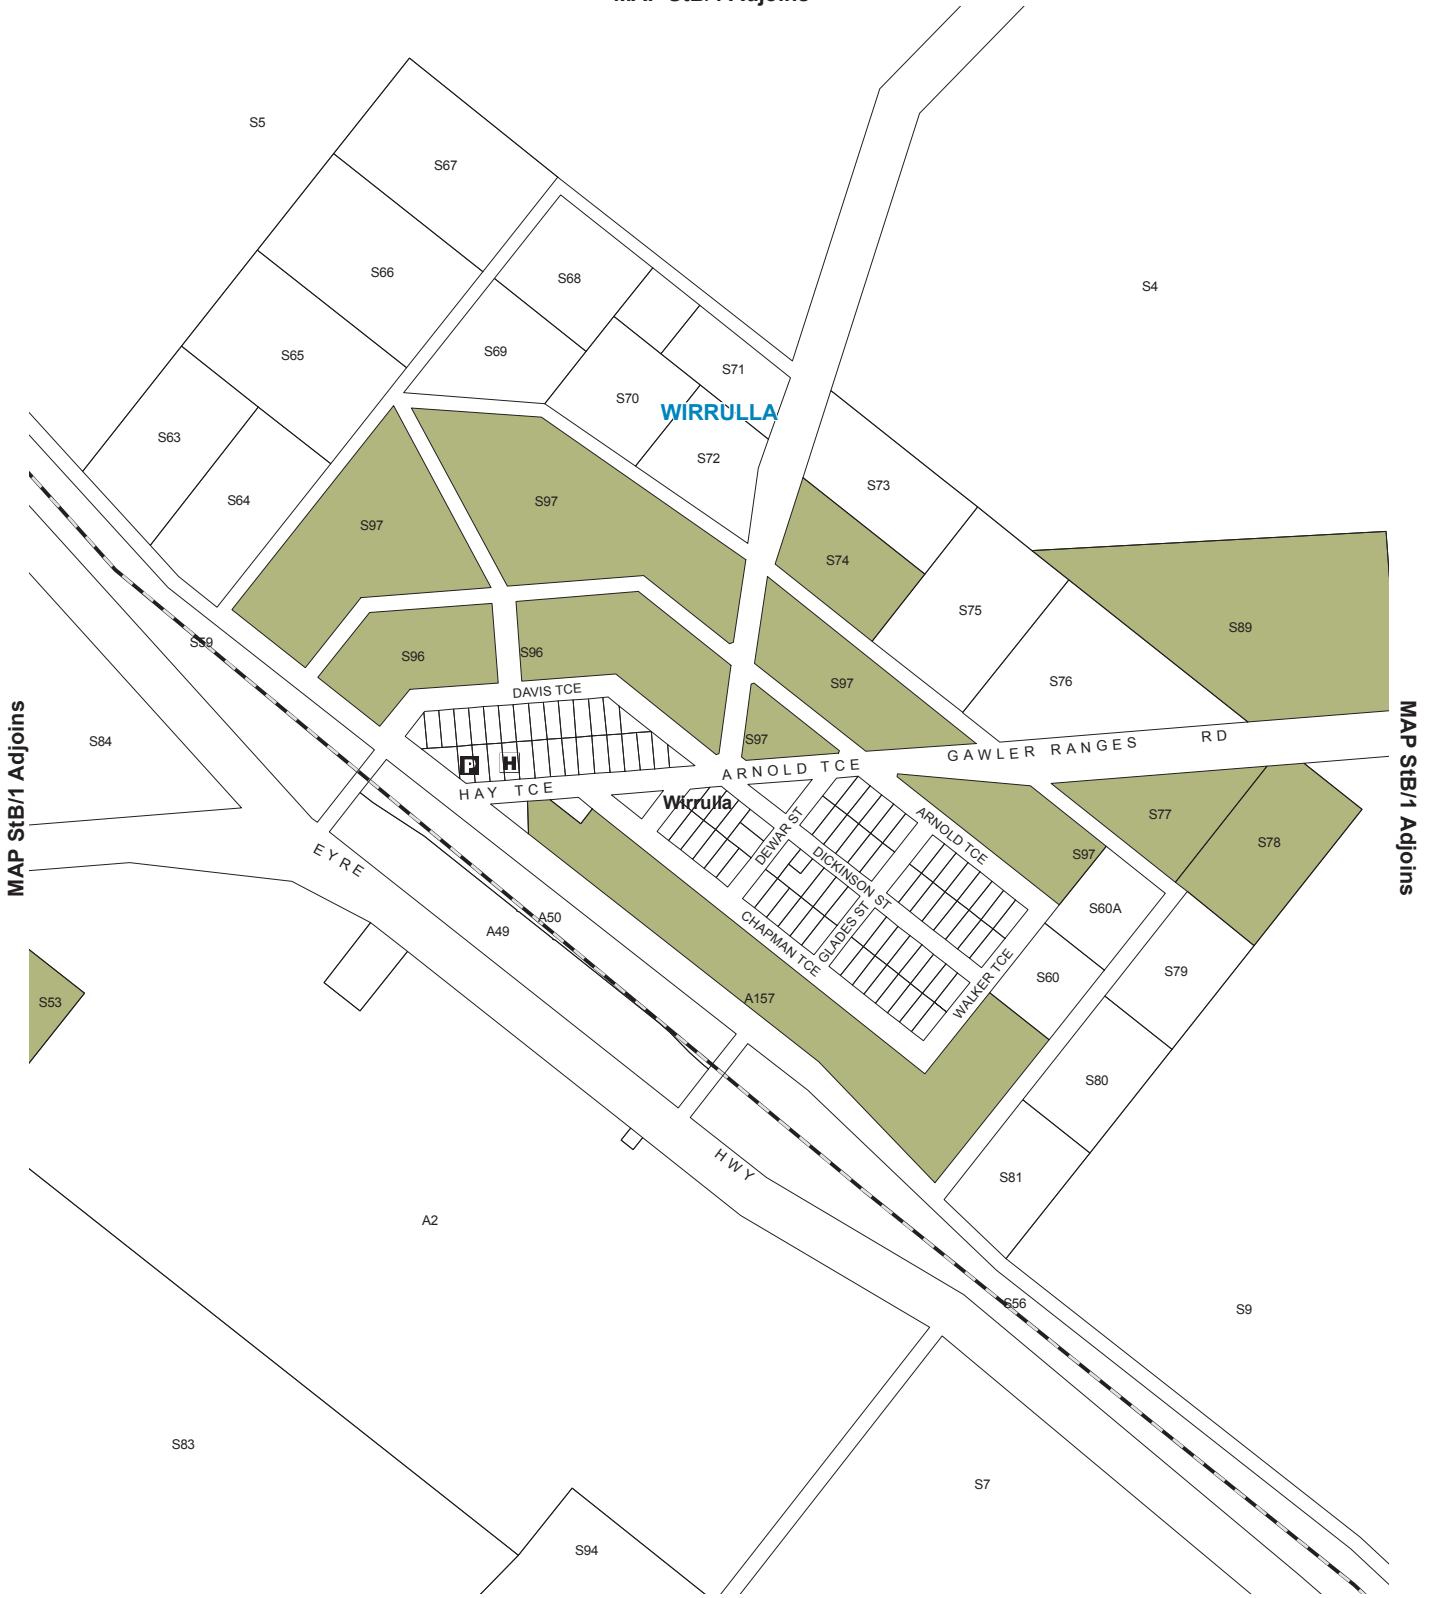 MAP StB/1 Adjoins
S5
S67
S66
S68
S4
S65
S69
S71
S70
WIRRULLA
S63
S72
S64
S73
S97
S97
S74
S75
S89
S59
S96
S96
S97
S76
DAVIS TCE
S84
S97
GAWLER RANGES RD
ARNOLD TCE
P
H
HAY TCE
Wirrulla
MAP StB/1 Adjoins
MAP StB/1 Adjoins
DEWAR ST
ARNOLD TCE
S77
S78
S97
EYRE
DICKINSON ST
A50
A49
CHAPMAN TCE
GLADES ST
S60A
WALKER TCE
S60
S79
S53
A157
S80
HWY
S81
A2
S56
S9
S83
S7
S94